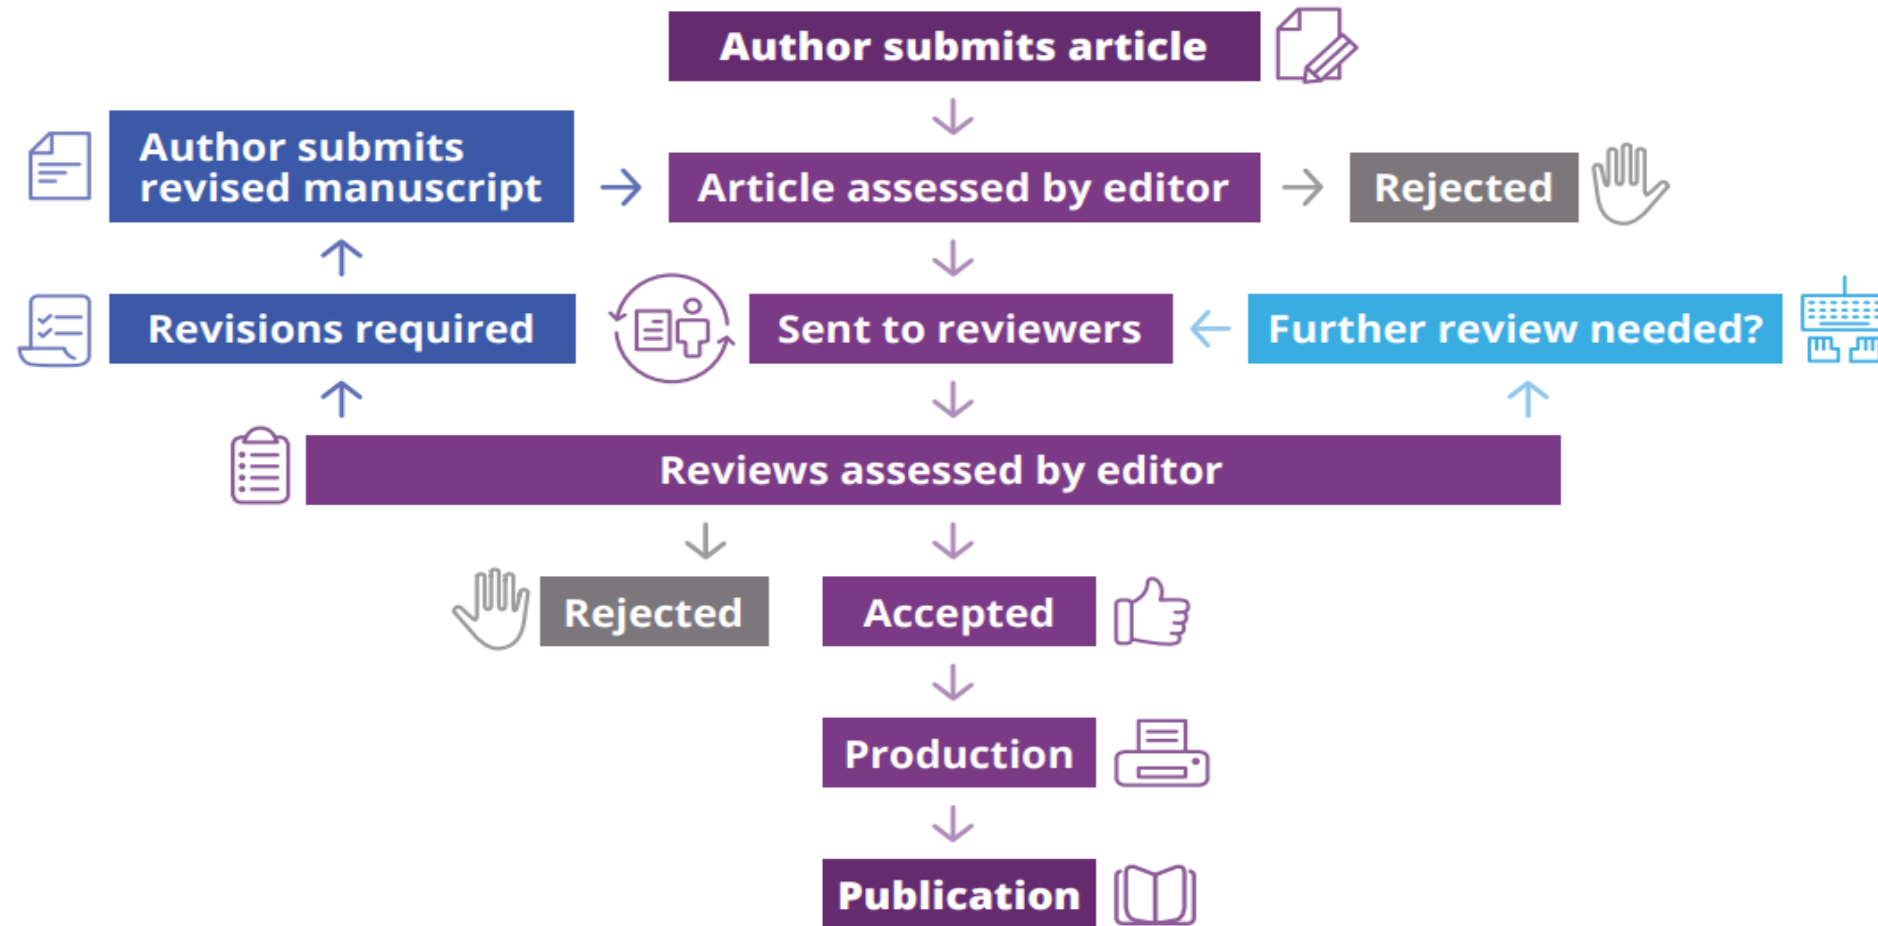 Author submits article
Author submits
revised manuscript
Article assessed by editor
Rejected
Revisions required
Sent to reviewers
Further review needed?
Reviews assessed by editor
Rejected
Accepted
Production
Publication